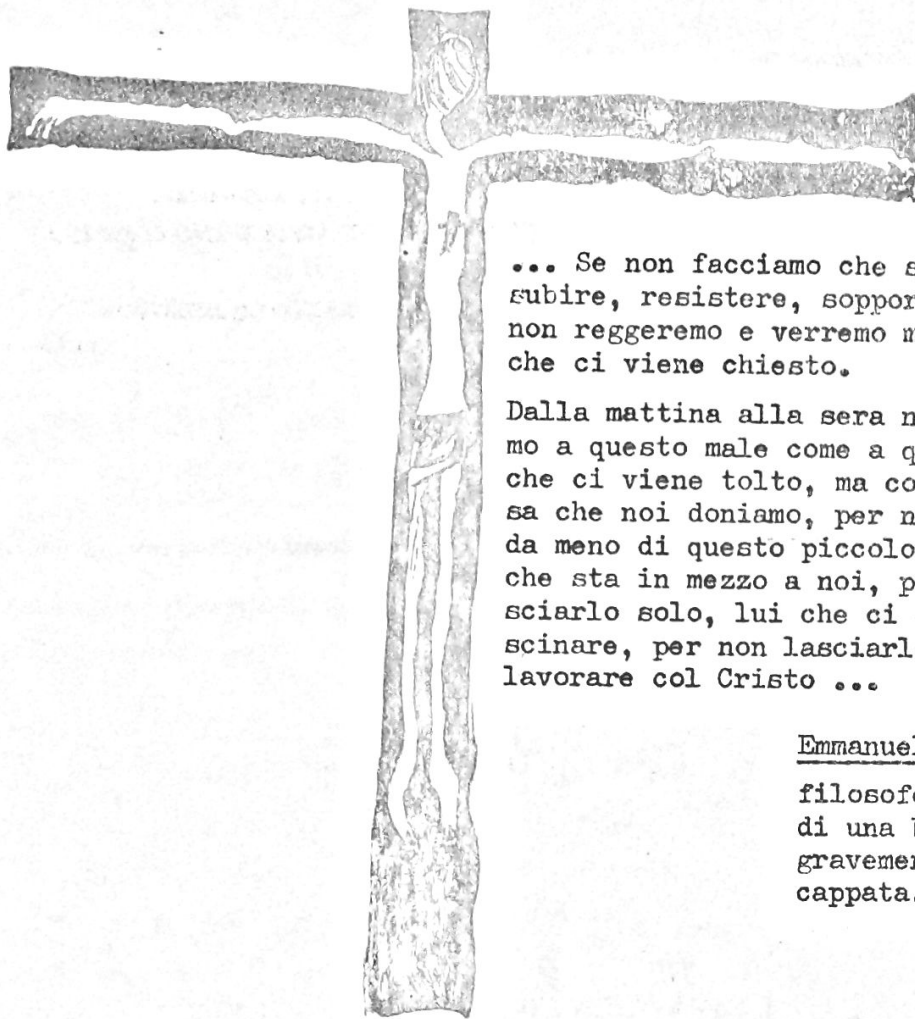 ... Se non facciamo che s
subire, resistere, soppor
non reggeremo e verremo m
che ci viene chiesto.
Dalla mattina alla sera n
mo a questo male come a q
che ci viene tolto, ma co
sa che noi doniamo, per n
da meno di questo piccolo
che sta in mezzo a noi, p
sciarlo solo, lui che ci
scinare, per non lasciarl
lavorare col Cristo ...
Emmanuel
filosofo
di una b
gravemen
cappata.